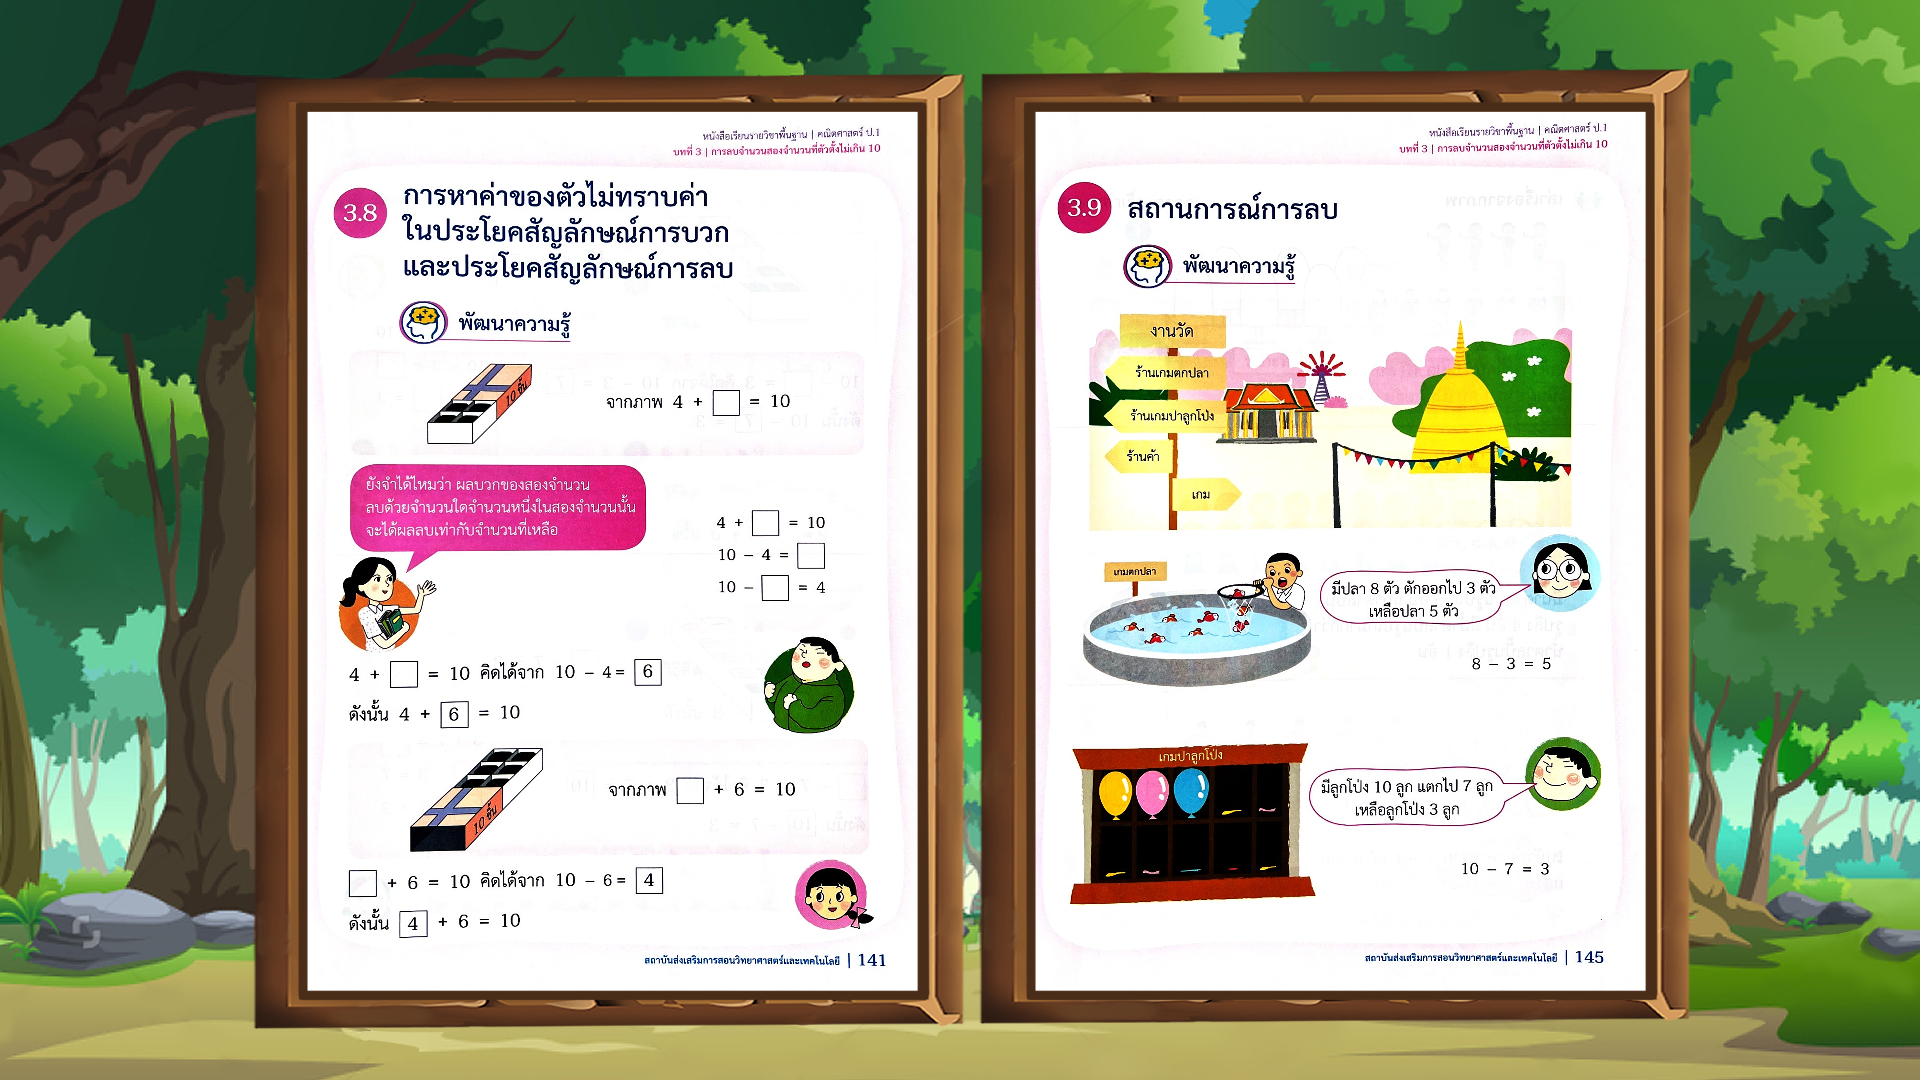 หนังสือเรียนรายวิชาพื้นฐาน | คณิตศาสตร์ ป.1
บทที่ 3 | การลบจำนวนสองจำนวนที่ตัวตั้งไม่เกิน 10
3.8
การหาค่าของตัวไม่ทราบค่า
ในประโยคสัญลักษณ์การบวก
และประโยคสัญลักษณ์การลบ
พัฒนาความรู้
10 ชิ้น
จากภาพ 4 + □ = 10
ยังจำได้ไหมว่า ผลบวกของสองจำนวน
ลบด้วยจำนวนใดจำนวนหนึ่งในสองจำนวนนั้น
จะได้ผลลบเท่ากับจำนวนที่เหลือ
4 + □ = 10
10 – 4 = □
10 – □ = 4
4 + □ = 10 คิดได้จาก 10 – 4 = 6
ดังนั้น 4 + 6 = 10
10 ชิ้น
จากภาพ □ + 6 = 10
□ + 6 = 10 คิดได้จาก 10 – 6 = 4
ดังนั้น 4 + 6 = 10
สถาบันส่งเสริมการสอนวิทยาศาสตร์และเทคโนโลยี | 141
หนังสือเรียนรายวิชาพื้นฐาน | คณิตศาสตร์ ป.1
บทที่ 3 | การลบจำนวนสองจำนวนที่ตัวตั้งไม่เกิน 10
3.9
สถานการณ์การลบ
พัฒนาความรู้
งานวัด
ร้านเกมตกปลา
ร้านเกมปาลูกโป่ง
ร้านค้า
เกม
เกมตกปลา
มีปลา 8 ตัว ตักออกไป 3 ตัว
เหลือปลา 5 ตัว
8 – 3 = 5
เกมปาลูกโป่ง
มีลูกโป่ง 10 ลูก แตกไป 7 ลูก
เหลือลูกโป่ง 3 ลูก
10 – 7 = 3
สถาบันส่งเสริมการสอนวิทยาศาสตร์และเทคโนโลยี | 145